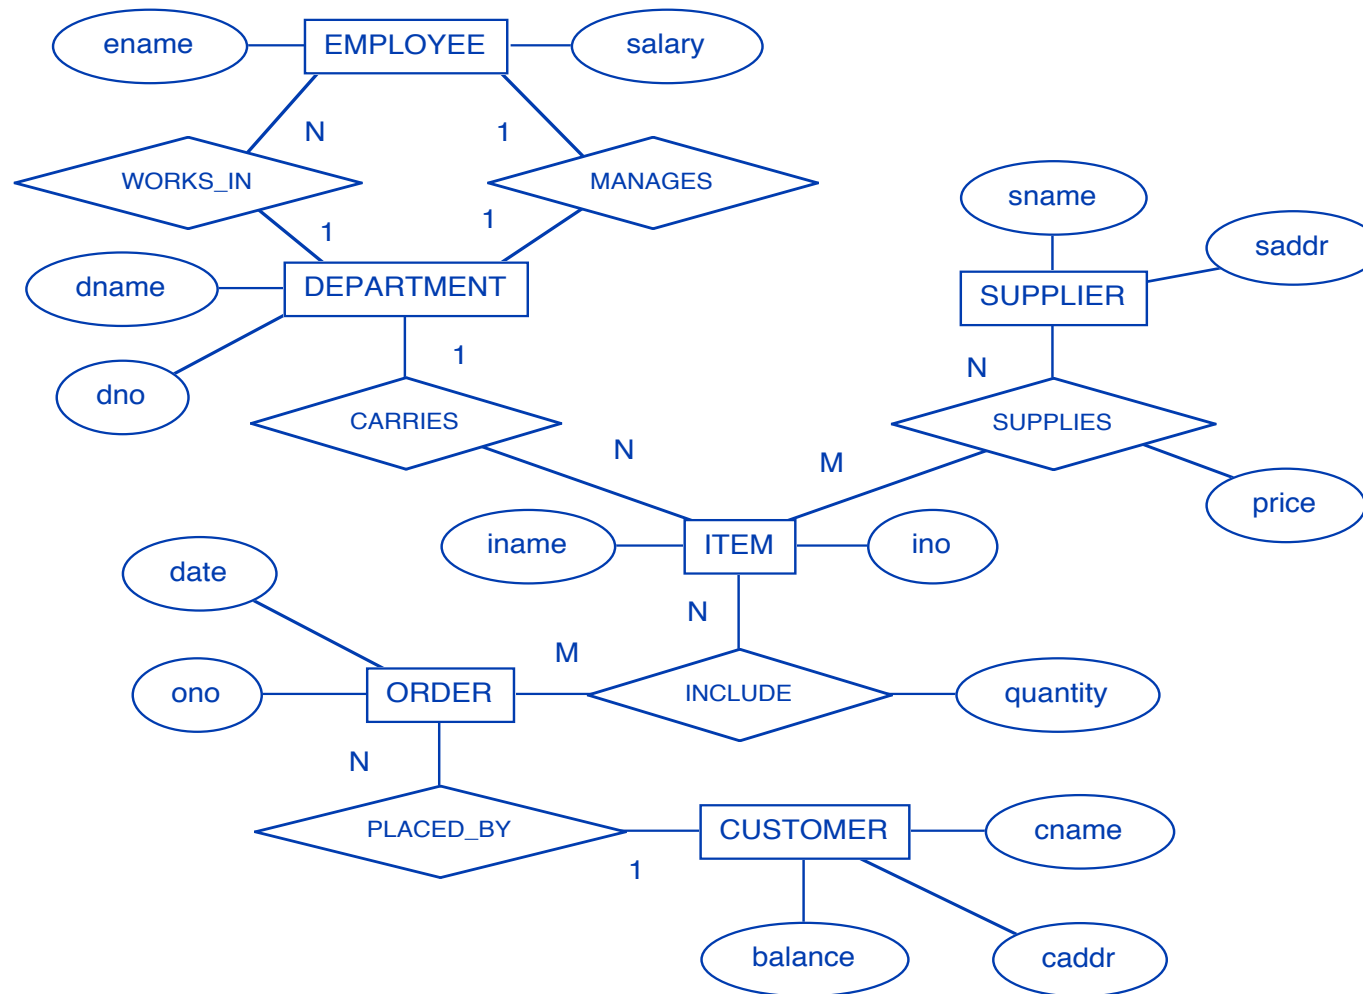 ename
EMPLOYEE
salary
N
1
WORKS_IN
MANAGES
sname
1
1
saddr
dname
DEPARTMENT
SUPPLIER
1
N
dno
CARRIES
SUPPLIES
N
M
price
iname
ITEM
ino
date
N
M
ono
ORDER
INCLUDE
quantity
N
PLACED_BY
CUSTOMER
cname
1
balance
caddr